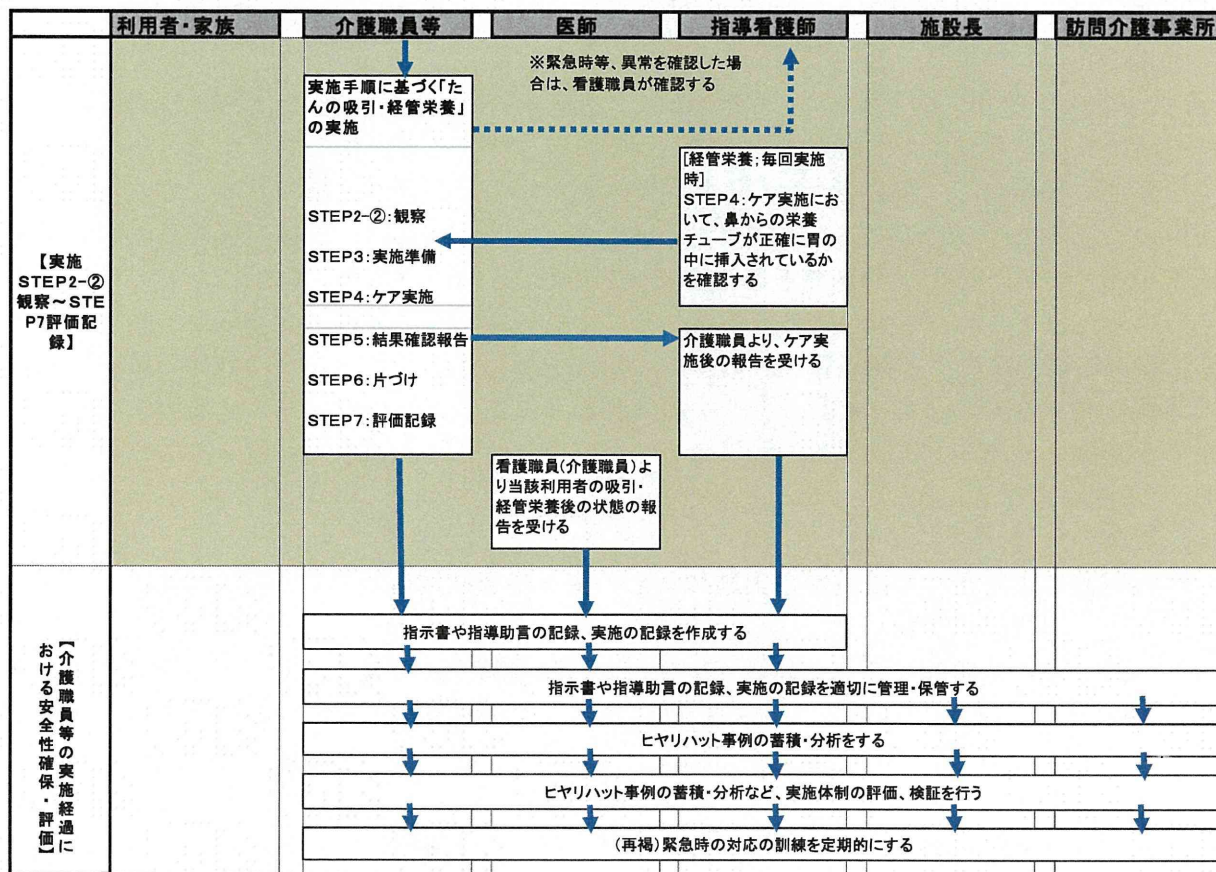 利用者・家族
介護職員等
医師
指導看護師
施設長
訪問介護事業所
【実施
STEP2-②
観察~STE
P7評価記
録】
実施手順に基づく「た
んの吸引・経管栄養」
の実施
STEP2-②:観察
STEP3:実施準備
STEP4:ケア実施
STEP5:結果確認報告
STEP6:片づけ
STEP7:評価記録
※緊急時等、異常を確認した場
合は、看護職員が確認する
[経管栄養;毎回実施
時]
STEP4:ケア実施にお
いて、鼻からの栄養
チューブが正確に胃の
中に挿入されているか
を確認する
介護職員より、ケア実
施後の報告を受ける
看護職員(介護職員)よ
り当該利用者の吸引・
経管栄養後の状態の報
告を受ける
【介護職員等の実施経過に
おける安全性確保・評価】
指示書や指導助言の記録、実施の記録を作成する
指示書や指導助言の記録、実施の記録を適切に管理・保管する
ヒヤリハット事例の蓄積・分析をする
ヒヤリハット事例の蓄積・分析など、実施体制の評価、検証を行う
(再褐)緊急時の対応の訓練を定期的にする